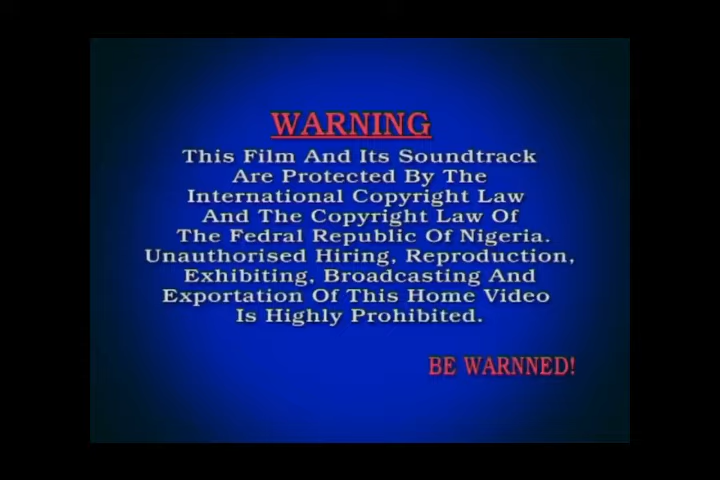 WARNING
This Film And Its Soundtrack
Are Protected By The
International Copyright Law
And The Copyright Law Of
The Fedral Republic Of Nigeria.
Unauthorised Hiring, Reproduction,
Exhibiting, Broadcasting And
Exportation Of This Home Video
Is Highly Prohibited.
BE WARNNED!